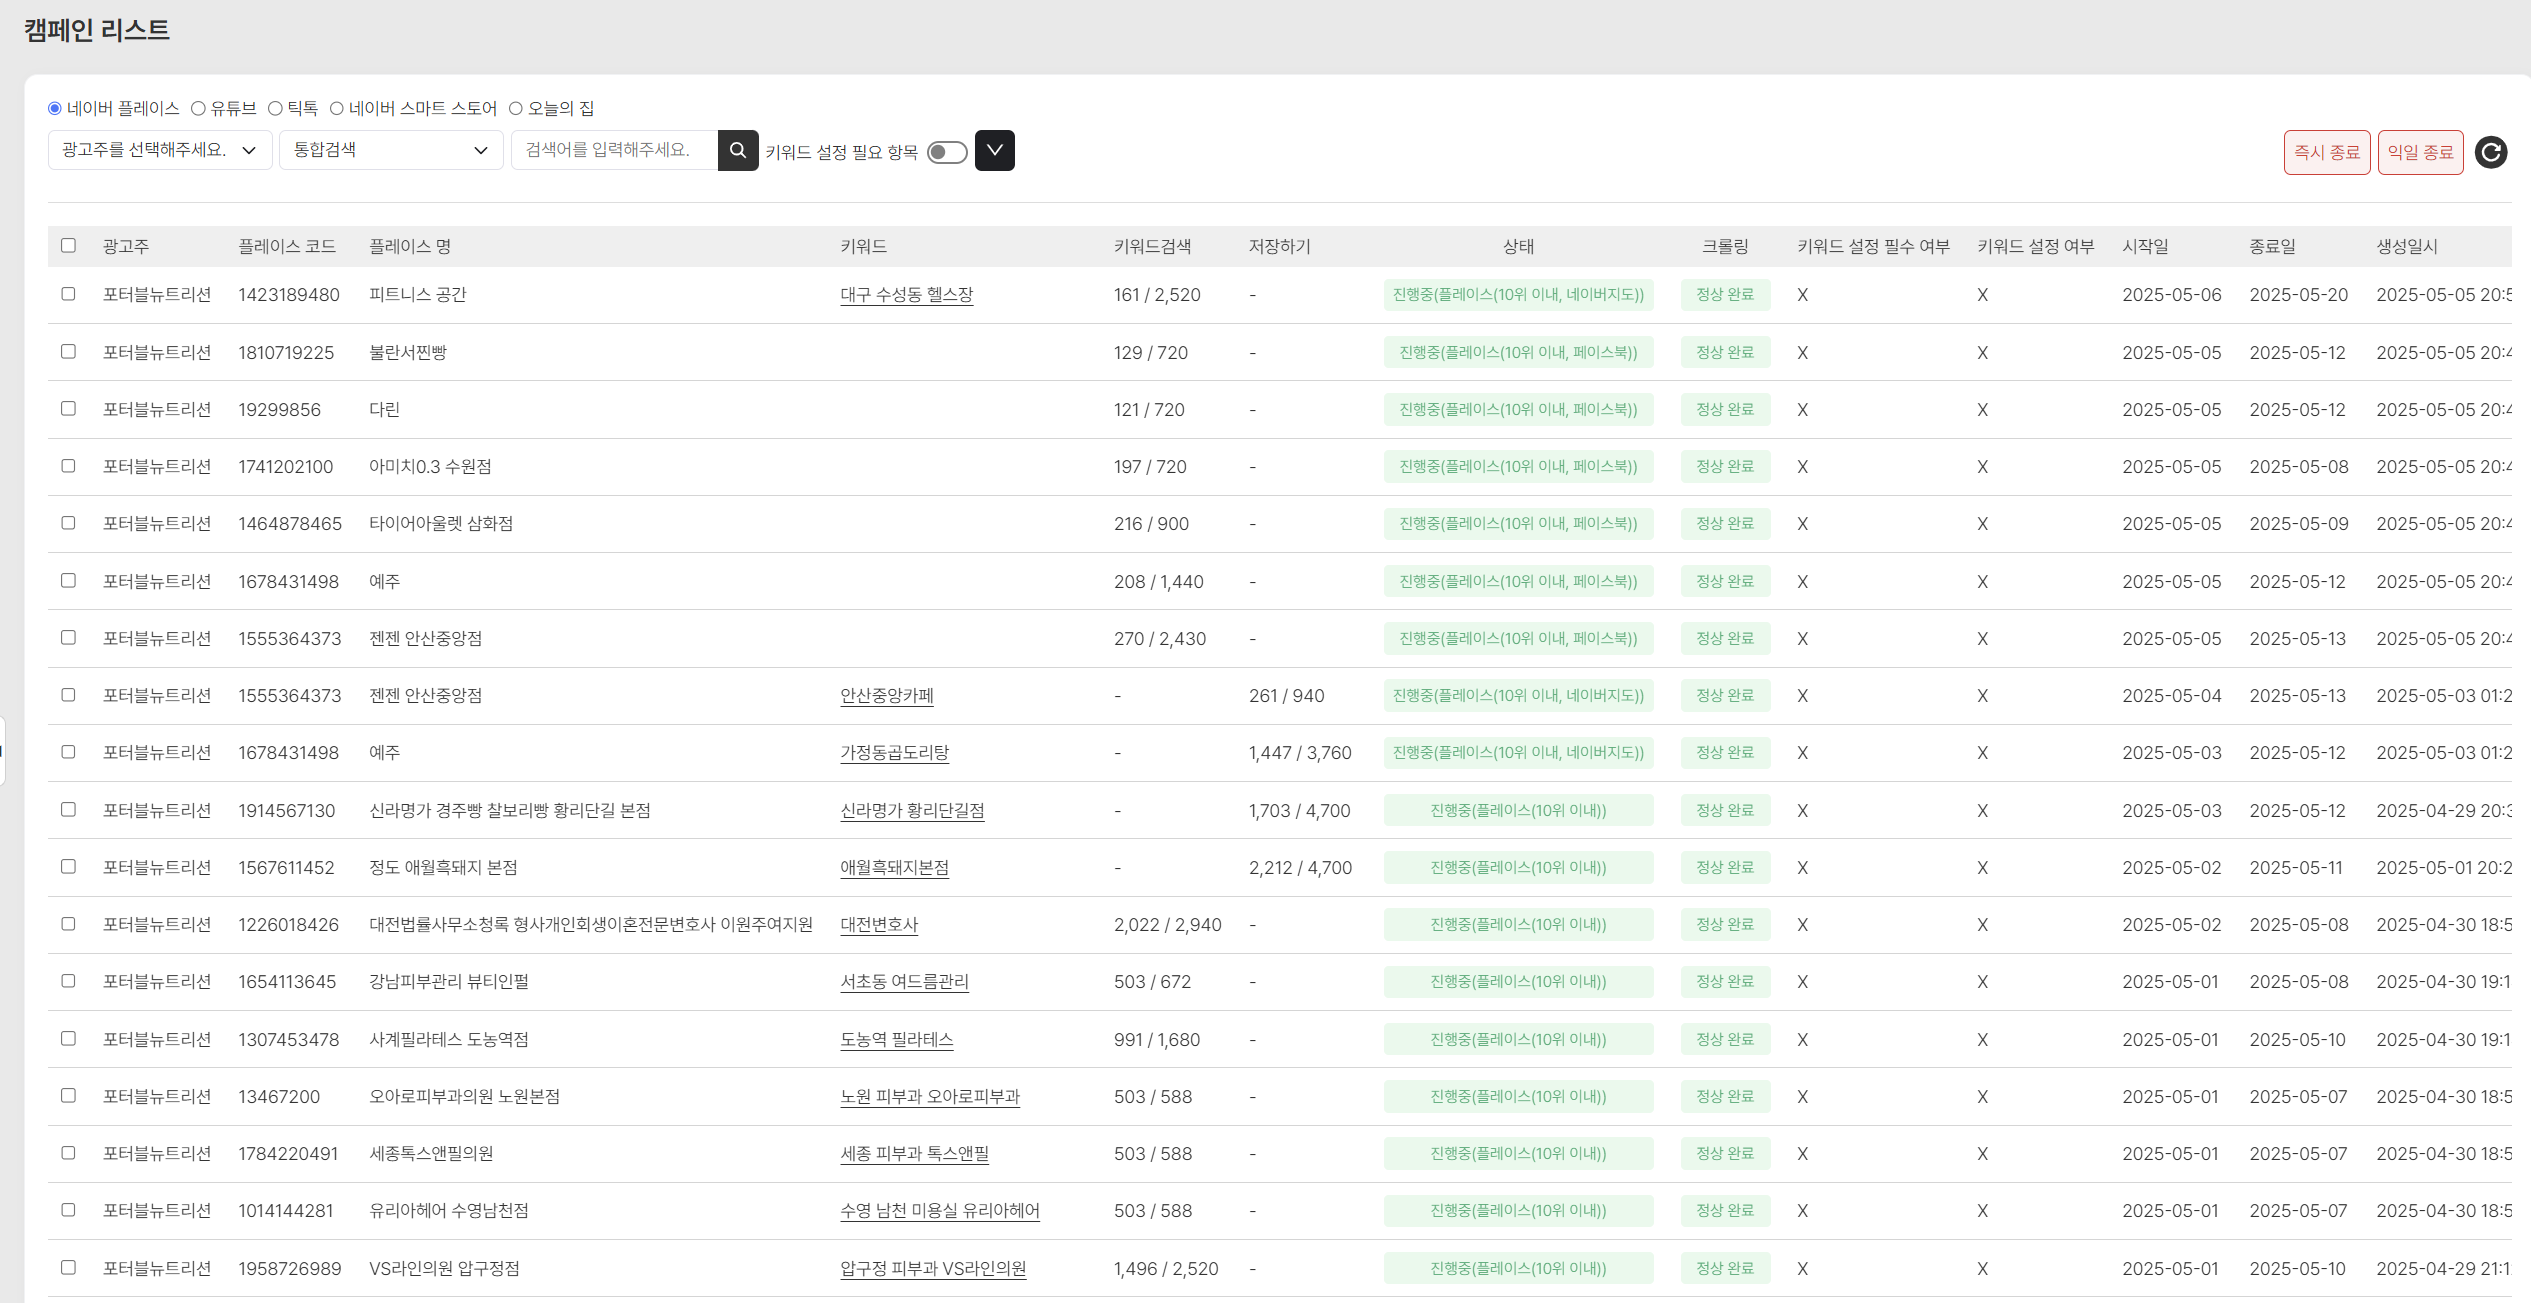 캠페인 리스트
네이버 플레이스 유튜브 틱톡 네이버 스마트 스토어 오늘의 집
광고주를 선택해주세요. 통합검색 검색어를 입력해주세요. 키워드 설정 필요 항목 즉시 종료 익일 종료
광고주 플레이스 코드 플레이스 명 키워드 키워드검색 저장하기 상태 크롤링 키워드 설정 필수 여부 키워드 설정 여부 시작일 종료일 생성일시
포터블뉴트리션 1423189480 피트니스 공간 대구 수성동 헬스장 161 / 2,520 - 진행중(플레이스(10위 이내, 네이버지도)) 정상 완료 X X 2025-05-06 2025-05-20 2025-05-05 20:5
포터블뉴트리션 1810719225 불란서찐빵 129 / 720 - 진행중(플레이스(10위 이내, 페이스북)) 정상 완료 X X 2025-05-05 2025-05-12 2025-05-05 20:4
포터블뉴트리션 19299856 다린 121 / 720 - 진행중(플레이스(10위 이내, 페이스북)) 정상 완료 X X 2025-05-05 2025-05-12 2025-05-05 20:4
포터블뉴트리션 1741202100 아미치0.3 수원점 197 / 720 - 진행중(플레이스(10위 이내, 페이스북)) 정상 완료 X X 2025-05-05 2025-05-08 2025-05-05 20:4
포터블뉴트리션 1464878465 타이어아울렛 삼화점 216 / 900 - 진행중(플레이스(10위 이내, 페이스북)) 정상 완료 X X 2025-05-05 2025-05-09 2025-05-05 20:4
포터블뉴트리션 1678431498 예주 208 / 1,440 - 진행중(플레이스(10위 이내, 페이스북)) 정상 완료 X X 2025-05-05 2025-05-12 2025-05-05 20:4
포터블뉴트리션 1555364373 젠젠 안산중앙점 270 / 2,430 - 진행중(플레이스(10위 이내, 페이스북)) 정상 완료 X X 2025-05-05 2025-05-13 2025-05-05 20:4
포터블뉴트리션 1555364373 젠젠 안산중앙점 안산중앙카페 - 261 / 940 진행중(플레이스(10위 이내, 네이버지도)) 정상 완료 X X 2025-05-04 2025-05-13 2025-05-03 01:2
포터블뉴트리션 1678431498 예주 가정동곱도리탕 - 1,447 / 3,760 진행중(플레이스(10위 이내, 네이버지도)) 정상 완료 X X 2025-05-03 2025-05-12 2025-05-03 01:2
포터블뉴트리션 1914567130 신라명가 경주빵 찰보리빵 황리단길 본점 신라명가 황리단길점 - 1,703 / 4,700 진행중(플레이스(10위 이내)) 정상 완료 X X 2025-05-03 2025-05-12 2025-04-29 20:3
포터블뉴트리션 1567611452 정도 애월흑돼지 본점 애월흑돼지본점 - 2,212 / 4,700 진행중(플레이스(10위 이내)) 정상 완료 X X 2025-05-02 2025-05-11 2025-05-01 20:2
포터블뉴트리션 1226018426 대전법률사무소청록 형사개인회생이혼전문변호사 이원주여지원 대전변호사 2,022 / 2,940 - 진행중(플레이스(10위 이내)) 정상 완료 X X 2025-05-02 2025-05-08 2025-04-30 18:5
포터블뉴트리션 1654113645 강남피부관리 뷰티인펄 서초동 여드름관리 503 / 672 - 진행중(플레이스(10위 이내)) 정상 완료 X X 2025-05-01 2025-05-08 2025-04-30 19:1
포터블뉴트리션 1307453478 사계필라테스 도농역점 도농역 필라테스 991 / 1,680 - 진행중(플레이스(10위 이내)) 정상 완료 X X 2025-05-01 2025-05-10 2025-04-30 19:1
포터블뉴트리션 13467200 오아로피부과의원 노원본점 노원 피부과 오아로피부과 503 / 588 - 진행중(플레이스(10위 이내)) 정상 완료 X X 2025-05-01 2025-05-07 2025-04-30 18:5
포터블뉴트리션 1784220491 세종톡스앤필의원 세종 피부과 톡스앤필 503 / 588 - 진행중(플레이스(10위 이내)) 정상 완료 X X 2025-05-01 2025-05-07 2025-04-30 18:5
포터블뉴트리션 1014144281 유리아헤어 수영남천점 수영 남천 미용실 유리아헤어 503 / 588 - 진행중(플레이스(10위 이내)) 정상 완료 X X 2025-05-01 2025-05-07 2025-04-30 18:5
포터블뉴트리션 1958726989 VS라인의원 압구정점 압구정 피부과 VS라인의원 1,496 / 2,520 - 진행중(플레이스(10위 이내)) 정상 완료 X X 2025-05-01 2025-05-10 2025-04-29 21:1